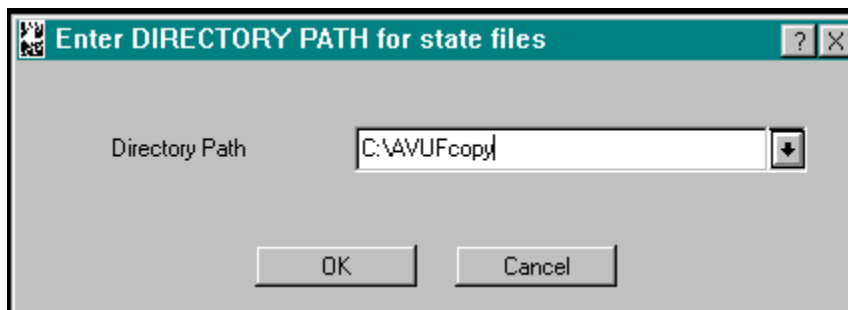 Enter DIRECTORY PATH for state files
Directory Path C:\AVUFcopy
OK Cancel